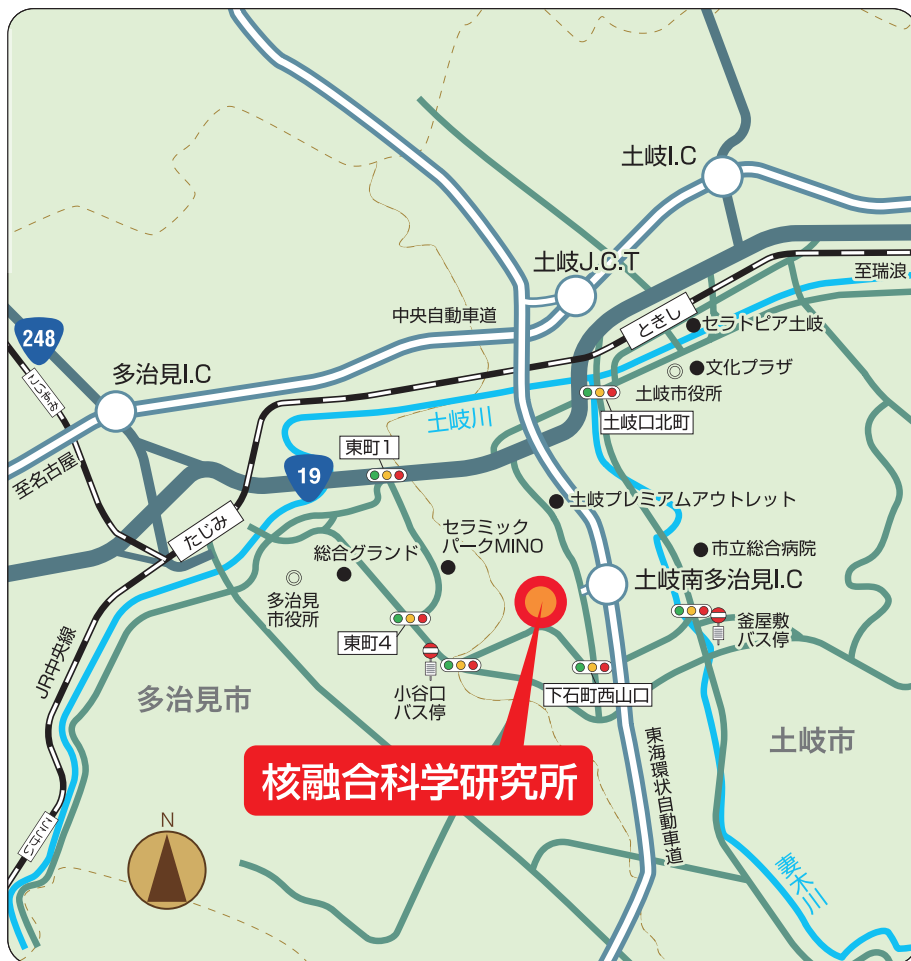 土岐I.C
土岐J.C.T
至瑞浪
中央自動車道
ときし
セラトピア土岐
248
こいずみ
多治見I.C
文化プラザ
土岐市役所
土岐川
土岐口北町
東町1
至名古屋
19
土岐プレミアムアウトレット
たじみ
セラミック
パークMINO
総合グランド
市立総合病院
土岐南多治見I.C
多治見
市役所
釜屋敷
バス停
東町4
JR中央線
小谷口
バス停
下石町西山口
多治見市
土岐市
東海環状自動車道
核融合科学研究所
N
ここけい
妻木川